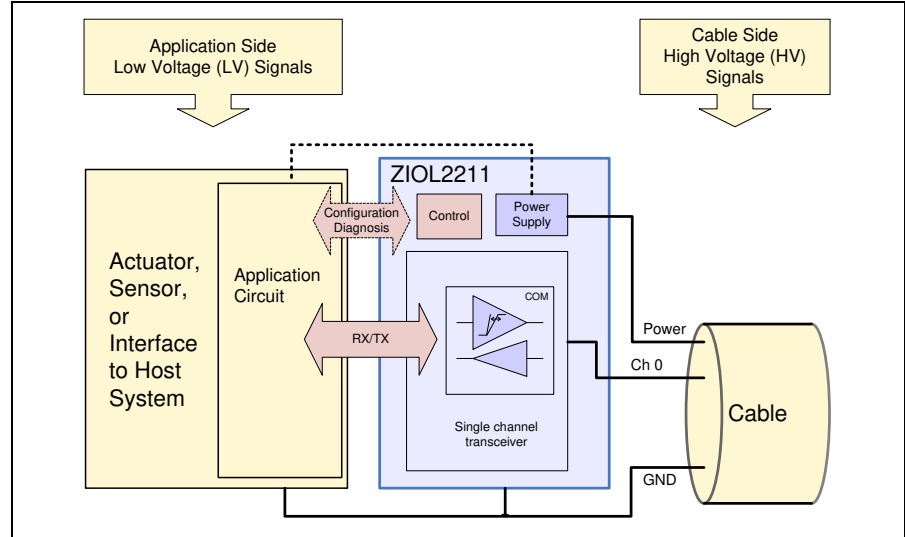 Application Side
Low Voltage (LV) Signals
Cable Side
High Voltage (HV)
Signals
ZIOL2211
Configuration
Diagnosis
Control
Power
Supply
Actuator,
Sensor,
or
Interface
to Host
System
Application
Circuit
COM
RX/TX
Single channel
transceiver
Power
Ch 0
Cable
GND